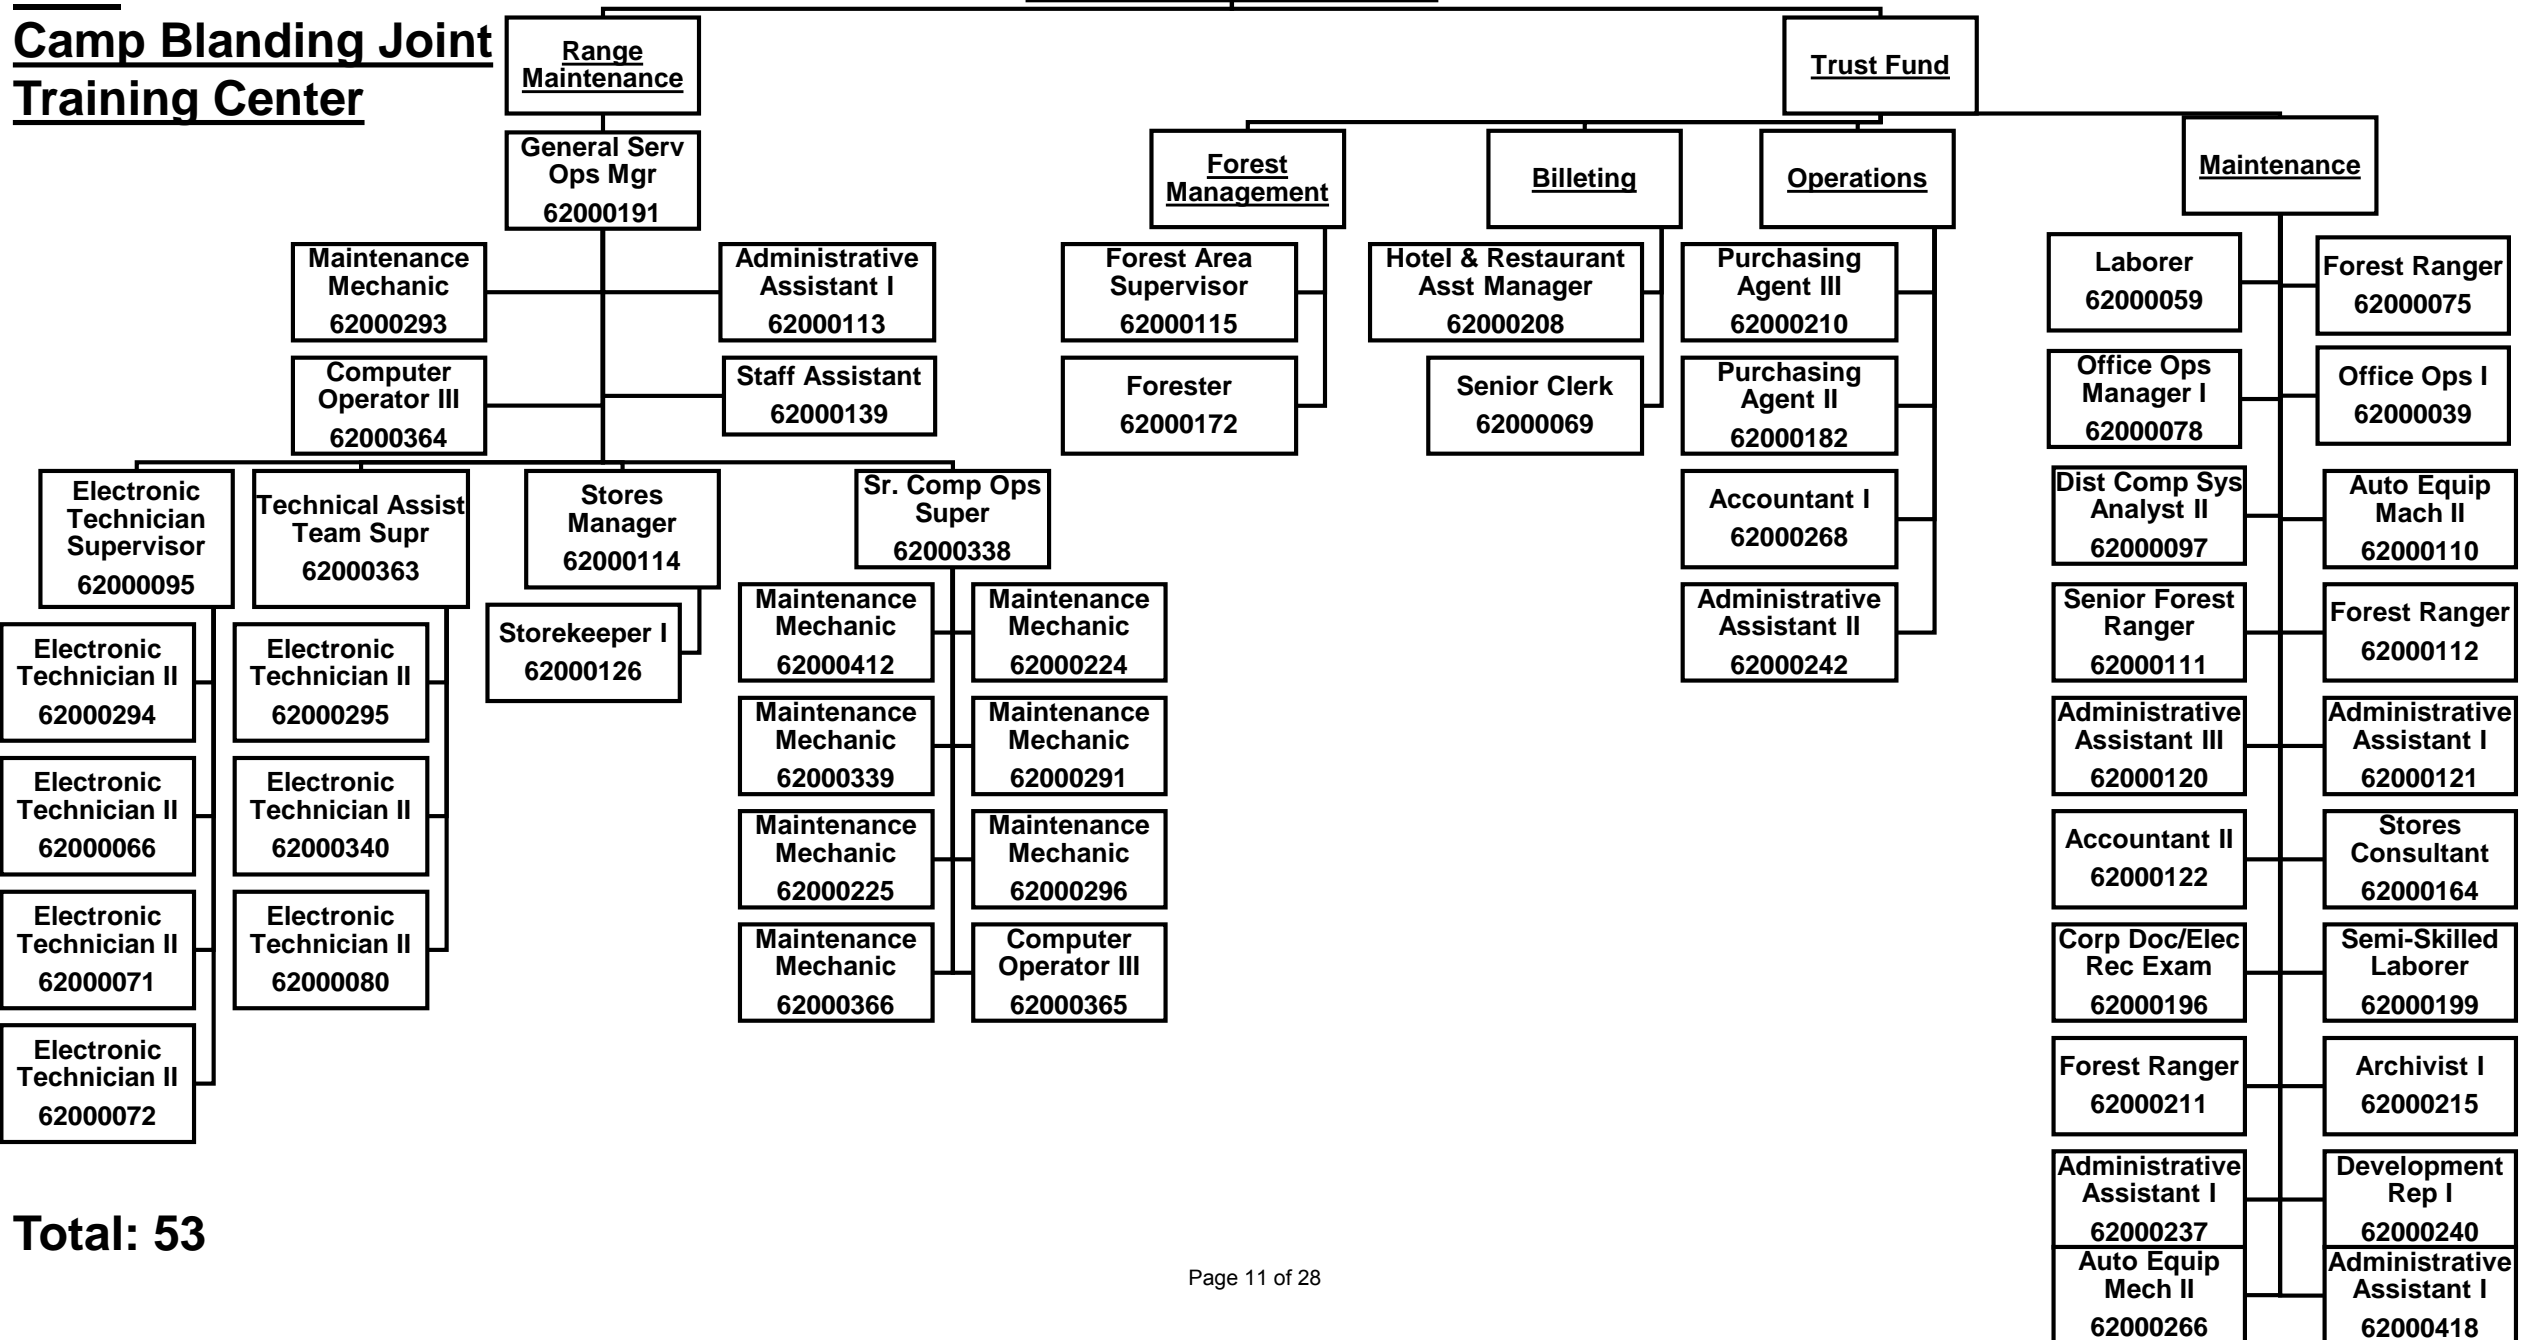 Camp Blanding Joint
Training Center
Range
Maintenance
Trust Fund
General Serv
Ops Mgr
62000191
Maintenance
Mechanic
62000293
Administrative
Assistant I
62000113
Computer
Operator III
62000364
Staff Assistant
62000139
Electronic
Technician
Supervisor
62000095
Technical Assist
Team Supr
62000363
Stores
Manager
62000114
Sr. Comp Ops
Super
62000338
Electronic
Technician II
62000294
Electronic
Technician II
62000066
Electronic
Technician II
62000071
Electronic
Technician II
62000072
Electronic
Technician II
62000295
Electronic
Technician II
62000340
Electronic
Technician II
62000080
Storekeeper I
62000126
Maintenance
Mechanic
62000412
Maintenance
Mechanic
62000224
Maintenance
Mechanic
62000339
Maintenance
Mechanic
62000291
Maintenance
Mechanic
62000225
Maintenance
Mechanic
62000296
Maintenance
Mechanic
62000366
Computer
Operator III
62000365
Forest
Management
Forest Area
Supervisor
62000115
Forester
62000172
Billeting
Hotel & Restaurant
Asst Manager
62000208
Senior Clerk
62000069
Operations
Purchasing
Agent III
62000210
Purchasing
Agent II
62000182
Accountant I
62000268
Administrative
Assistant II
62000242
Maintenance
Laborer
62000059
Forest Ranger
62000075
Office Ops
Manager I
62000078
Office Ops I
62000039
Dist Comp Sys
Analyst II
62000097
Auto Equip
Mach II
62000110
Senior Forest
Ranger
62000111
Forest Ranger
62000112
Administrative
Assistant III
62000120
Administrative
Assistant I
62000121
Accountant II
62000122
Stores
Consultant
62000164
Corp Doc/Elec
Rec Exam
62000196
Semi-Skilled
Laborer
62000199
Forest Ranger
62000211
Archivist I
62000215
Administrative
Assistant I
62000237
Development
Rep I
62000240
Auto Equip
Mech II
62000266
Administrative
Assistant I
62000418
Total: 53
Page 11 of 28